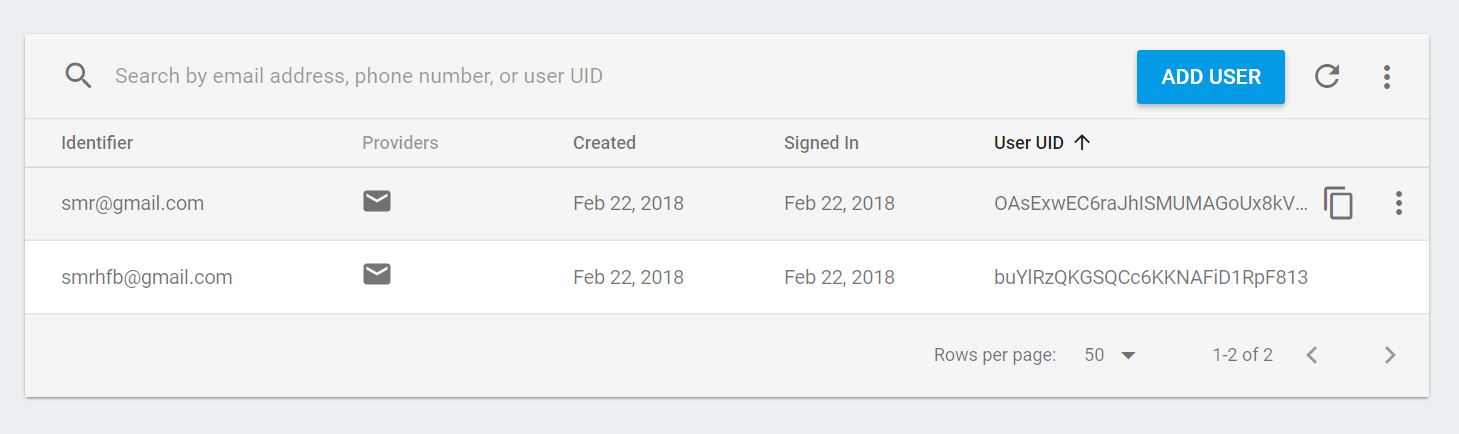 Search by email address, phone number, or user UID ADD USER
Identifier Providers Created Signed In User UID
smr@gmail.com Feb 22, 2018 Feb 22, 2018 OAsExwEC6raJhISMUMAGoUx8kV...
smrhfb@gmail.com Feb 22, 2018 Feb 22, 2018 buYlRzQKGSQCc6KKNAFiD1RpF813
Rows per page: 50 1-2 of 2